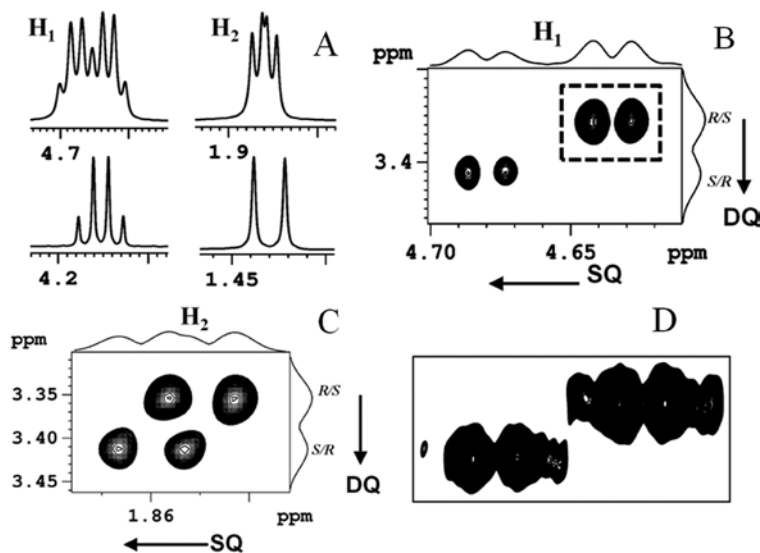 H1 H2 A
4.7 1.9
4.2 1.45
H1 B
ppm
3.4
R/S
S/R
DQ
4.70 4.65 ppm
SQ
H2 C
ppm
3.35
3.40
3.45
R/S
S/R
DQ
1.86 ppm
SQ
D